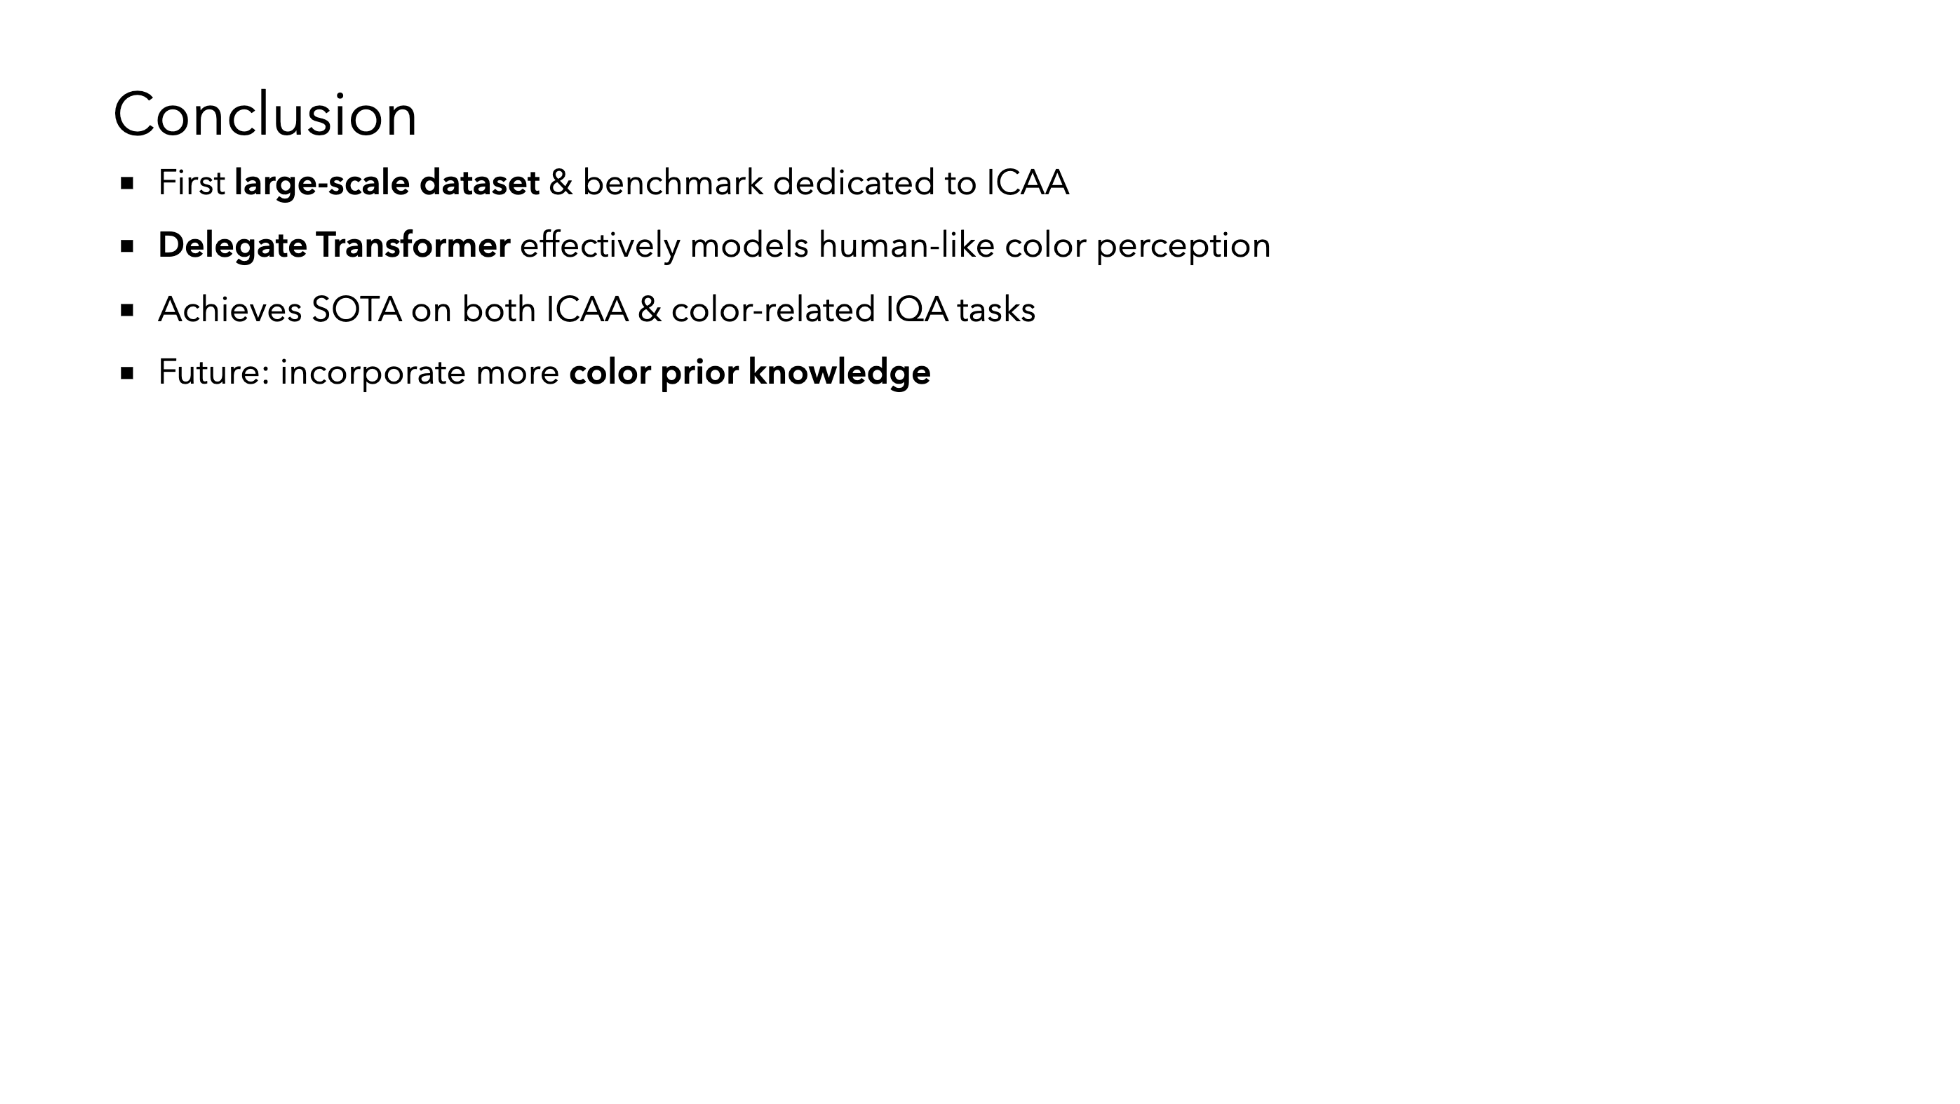 Conclusion
▪ First large-scale dataset & benchmark dedicated to ICAA
▪ Delegate Transformer effectively models human-like color perception
▪ Achieves SOTA on both ICAA & color-related IQA tasks
▪ Future: incorporate more color prior knowledge